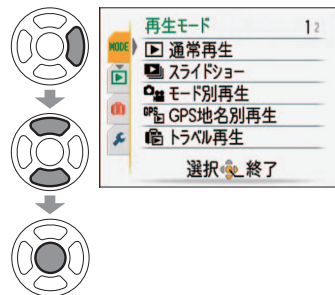 再生モード 1 2
MODE
通常再生
スライドショー
モード別再生
GPS地名別再生
トラベル再生
選択 終了